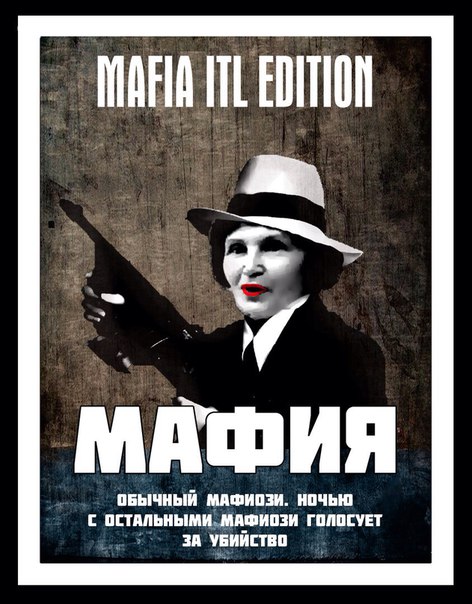 MAFIA ITL EDITION
МАФИЯ
ОБЫЧНЫЙ МАФИОЗИ. НОЧЬЮ
С ОСТАЛЬНЫМИ МАФИОЗИ ГОЛОСУЕТ
ЗА УБИЙСТВО